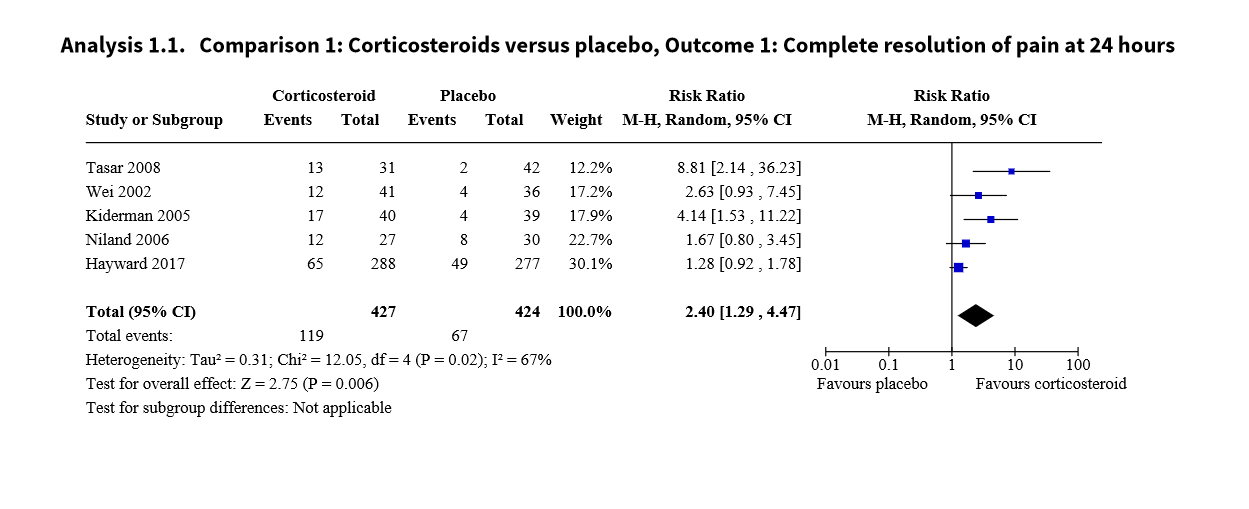 Analysis 1.1. Comparison 1: Corticosteroids versus placebo, Outcome 1: Complete resolution of pain at 24 hours
Corticosteroid Placebo Risk Ratio Risk Ratio
Study or Subgroup Events Total Events Total Weight M-H, Random, 95% CI M-H, Random, 95% CI
Tasar 2008 13 31 2 42 12.2% 8.81 [2.14 , 36.23]
Wei 2002 12 41 4 36 17.2% 2.63 [0.93 , 7.45]
Kiderman 2005 17 40 4 39 17.9% 4.14 [1.53 , 11.22]
Niland 2006 12 27 8 30 22.7% 1.67 [0.80 , 3.45]
Hayward 2017 65 288 49 277 30.1% 1.28 [0.92 , 1.78]
Total (95% CI) 427 424 100.0% 2.40 [1.29 , 4.47]
Total events: 119 67
Heterogeneity: Tau² = 0.31; Chi² = 12.05, df = 4 (P = 0.02); I² = 67% 0.01 0.1 1 10 100
Test for overall effect: Z = 2.75 (P = 0.006) Favours placebo Favours corticosteroid
Test for subgroup differences: Not applicable